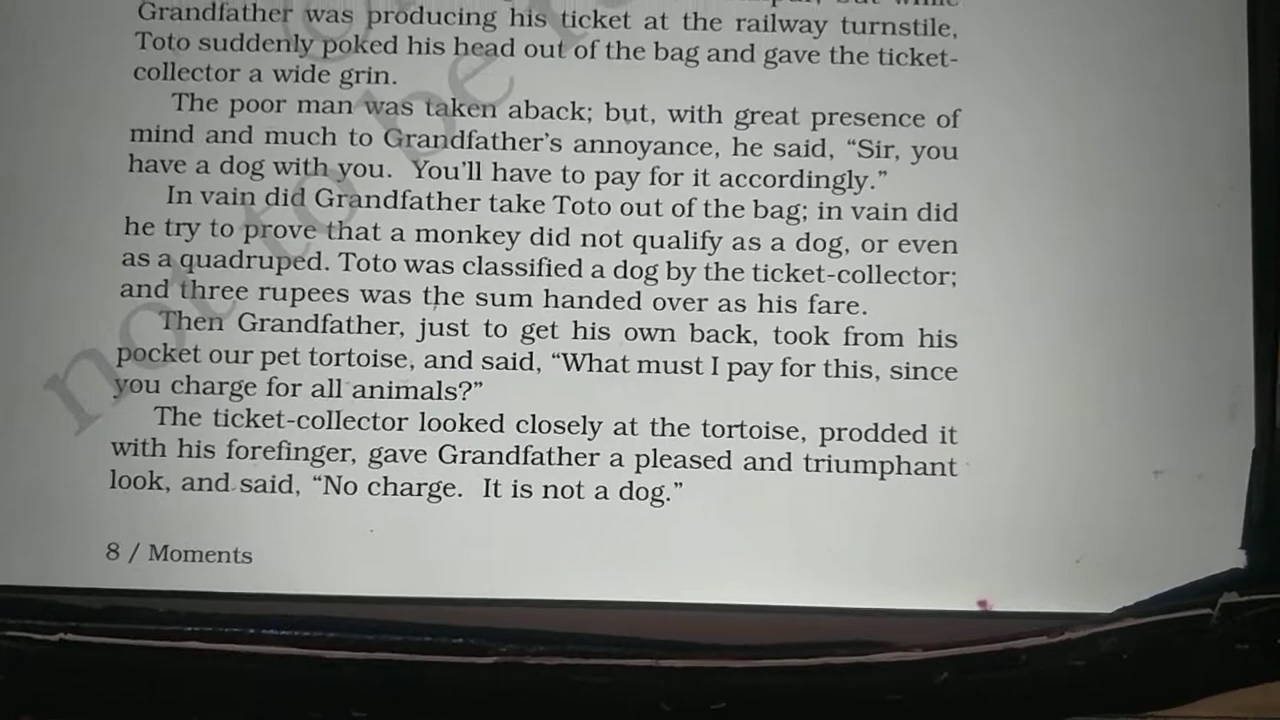 Grandfather was producing his ticket at the railway turnstile,
Toto suddenly poked his head out of the bag and gave the ticket-
collector a wide grin.
The poor man was taken aback; but, with great presence of
mind and much to Grandfather’s annoyance, he said, “Sir, you
have a dog with you. You’ll have to pay for it accordingly.”
In vain did Grandfather take Toto out of the bag; in vain did
he try to prove that a monkey did not qualify as a dog, or even
as a quadruped. Toto was classified a dog by the ticket-collector;
and three rupees was the sum handed over as his fare.
Then Grandfather, just to get his own back, took from his
pocket our pet tortoise, and said, “What must I pay for this, since
you charge for all animals?”
The ticket-collector looked closely at the tortoise, prodded it
with his forefinger, gave Grandfather a pleased and triumphant
look, and said, “No charge. It is not a dog.”
8 / Moments
not to be